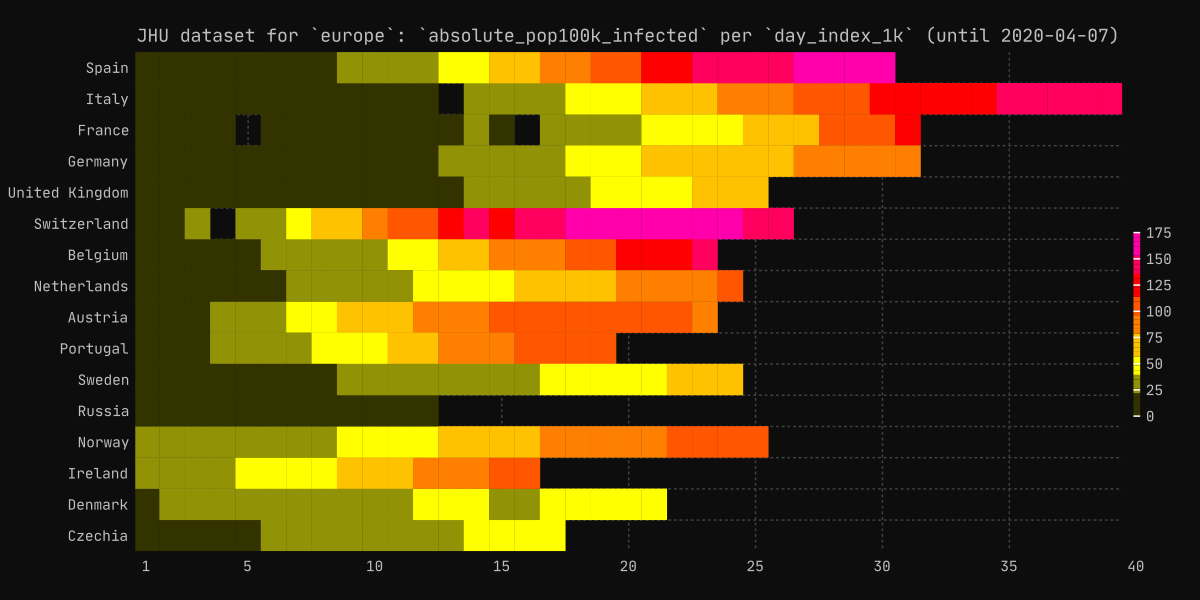 JHU dataset for `europe`: `absolute_pop100k_infected` per `day_index_1k` (until 2020-04-07)
Spain
Italy
France
Germany
United Kingdom
Switzerland
Belgium
Netherlands
Austria
Portugal
Sweden
Russia
Norway
Ireland
Denmark
Czechia
1 5 10 15 20 25 30 35 40
175
150
125
100
75
50
25
0